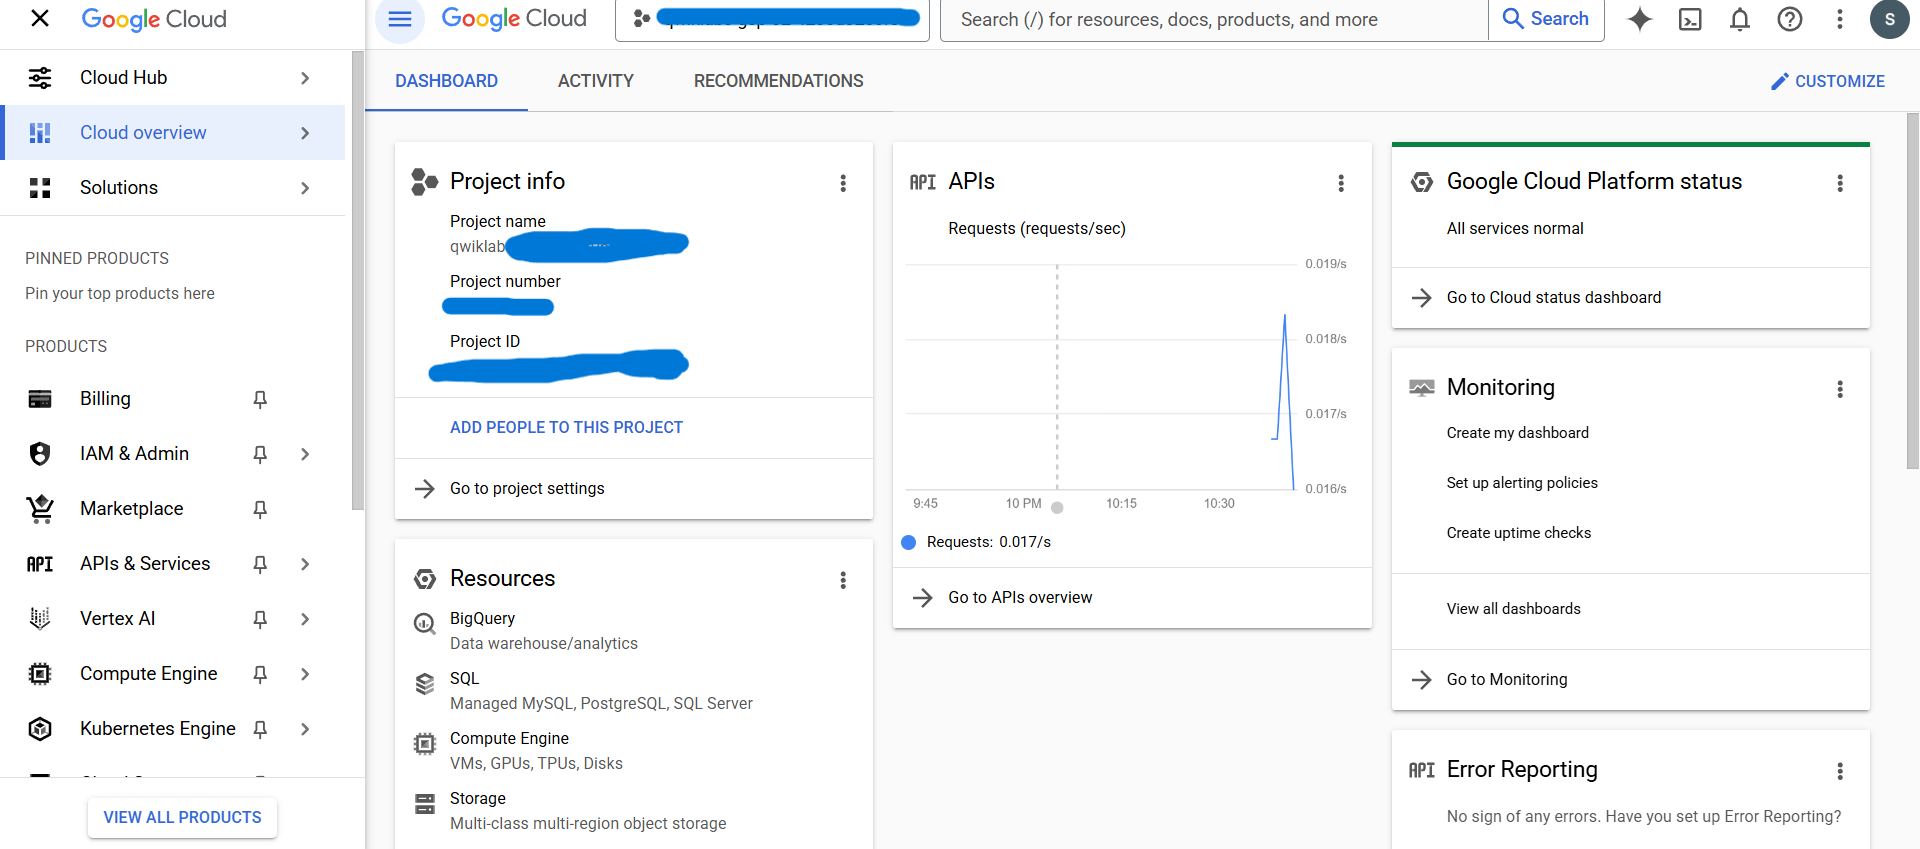 Google Cloud
Cloud Hub
Cloud overview
Solutions
PINNED PRODUCTS
Pin your top products here
PRODUCTS
Billing
IAM & Admin
Marketplace
API APIs & Services
Vertex AI
Compute Engine
Kubernetes Engine
VIEW ALL PRODUCTS
Google Cloud
Search (/) for resources, docs, products, and more
Search
S
DASHBOARD ACTIVITY RECOMMENDATIONS
CUSTOMIZE
Project info
Project name
qwiklab
Project number
Project ID
ADD PEOPLE TO THIS PROJECT
Go to project settings
Resources
BigQuery
Data warehouse/analytics
SQL
Managed MySQL, PostgreSQL, SQL Server
Compute Engine
VMs, GPUs, TPUs, Disks
Storage
Multi-class multi-region object storage
API APIs
Requests (requests/sec)
0.019/s
0.018/s
0.017/s
0.016/s
9:45 10 PM 10:15 10:30
Requests: 0.017/s
Go to APIs overview
Google Cloud Platform status
All services normal
Go to Cloud status dashboard
Monitoring
Create my dashboard
Set up alerting policies
Create uptime checks
View all dashboards
Go to Monitoring
API Error Reporting
No sign of any errors. Have you set up Error Reporting?